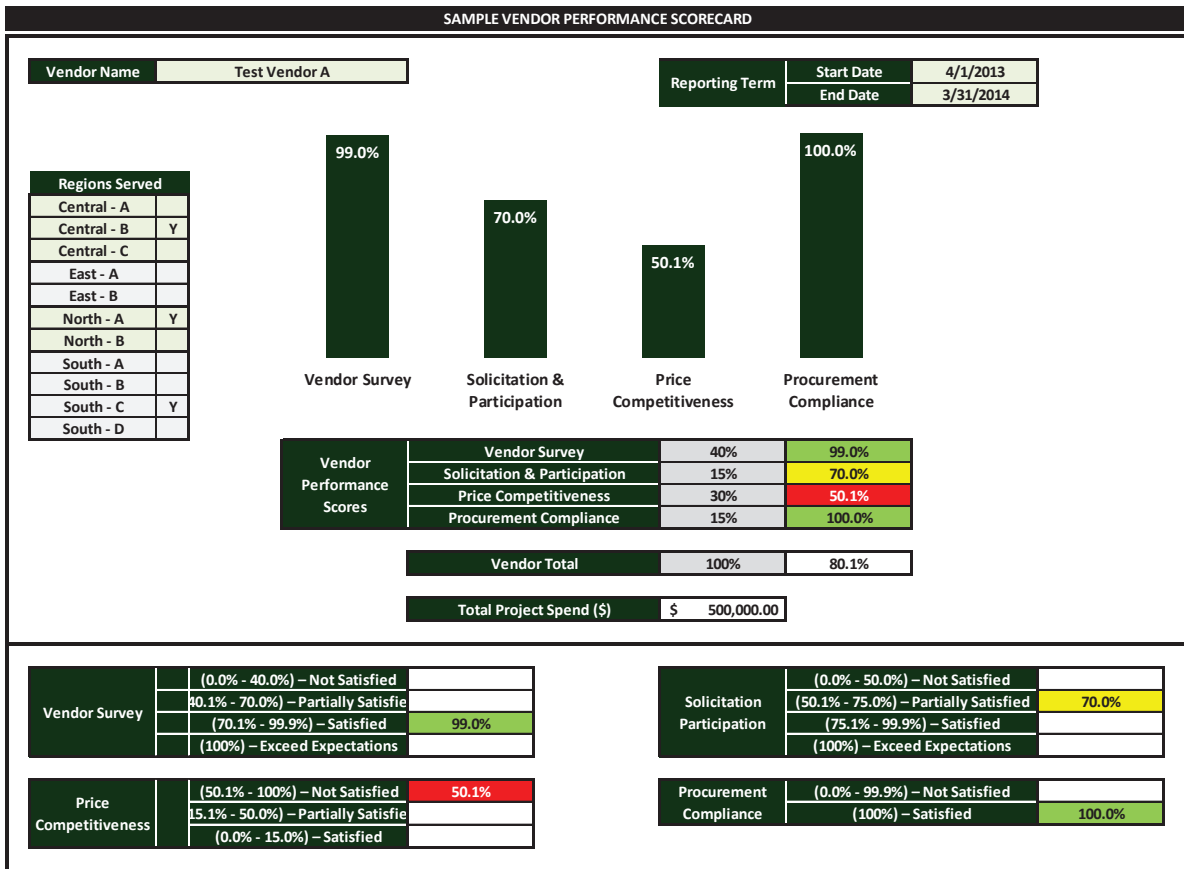 SAMPLE VENDOR PERFORMANCE SCORECARD
Vendor Name Test Vendor A
Reporting Term Start Date 4/1/2013
End Date 3/31/2014
99.0%
70.0%
50.1%
100.0%
Vendor Survey
Solicitation &
Participation
Price
Competitiveness
Procurement
Compliance
Regions Served
Central - A
Central - B Y
Central - C
East - A
East - B
North - A Y
North - B
South - A
South - B
South - C Y
South - D
Vendor
Performance
Scores
Vendor Survey 40% 99.0%
Solicitation & Participation 15% 70.0%
Price Competitiveness 30% 50.1%
Procurement Compliance 15% 100.0%
Vendor Total 100% 80.1%
Total Project Spend ($) $ 500,000.00
Vendor Survey
(0.0% - 40.0%) – Not Satisfied
40.1% - 70.0%) – Partially Satisfie
(70.1% - 99.9%) – Satisfied 99.0%
(100%) – Exceed Expectations
Solicitation
Participation
(0.0% - 50.0%) – Not Satisfied
(50.1% - 75.0%) – Partially Satisfied 70.0%
(75.1% - 99.9%) – Satisfied
(100%) – Exceed Expectations
Price
Competitiveness
(50.1% - 100%) – Not Satisfied 50.1%
15.1% - 50.0%) – Partially Satisfie
(0.0% - 15.0%) – Satisfied
Procurement
Compliance
(0.0% - 99.9%) – Not Satisfied
(100%) – Satisfied 100.0%